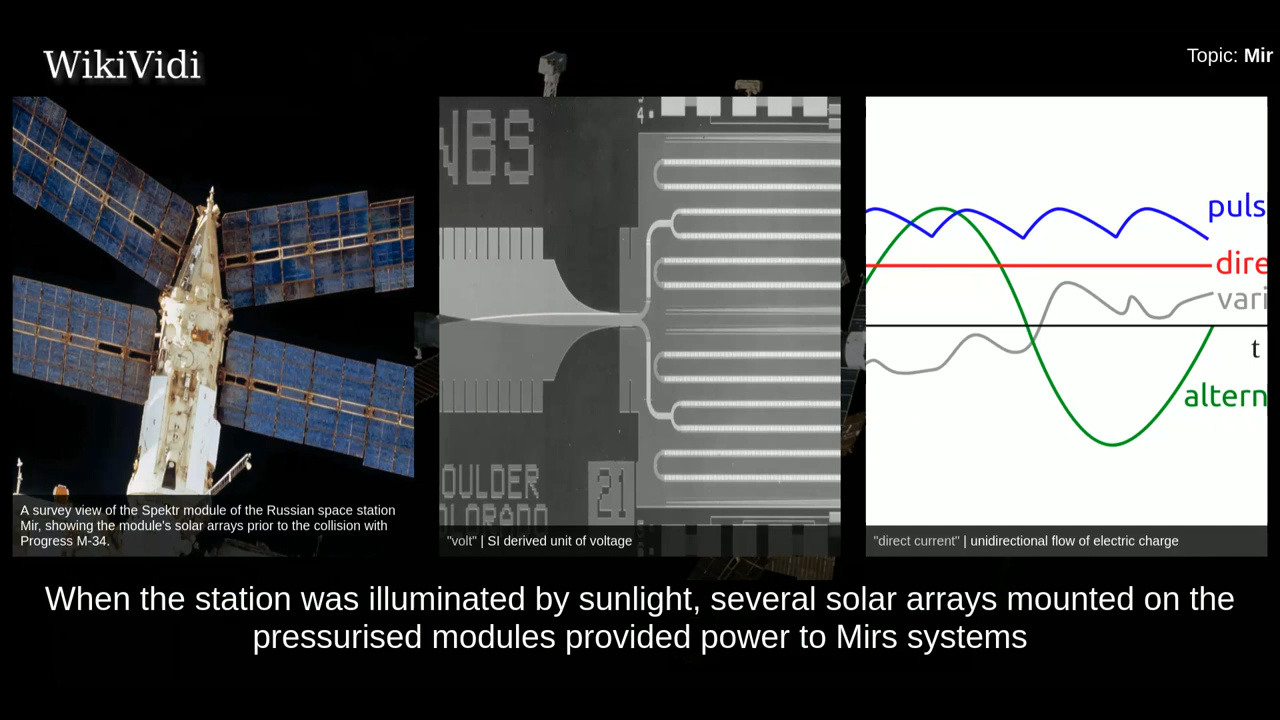 WikiVidi
Topic: Mir
4.
NBS
puls
dire
vari
t
altern
OULDER
OLORADO
21
A survey view of the Spektr module of the Russian space station
Mir, showing the module's solar arrays prior to the collision with
Progress M-34.
"volt" | SI derived unit of voltage
"direct current" | unidirectional flow of electric charge
When the station was illuminated by sunlight, several solar arrays mounted on the
pressurised modules provided power to Mirs systems